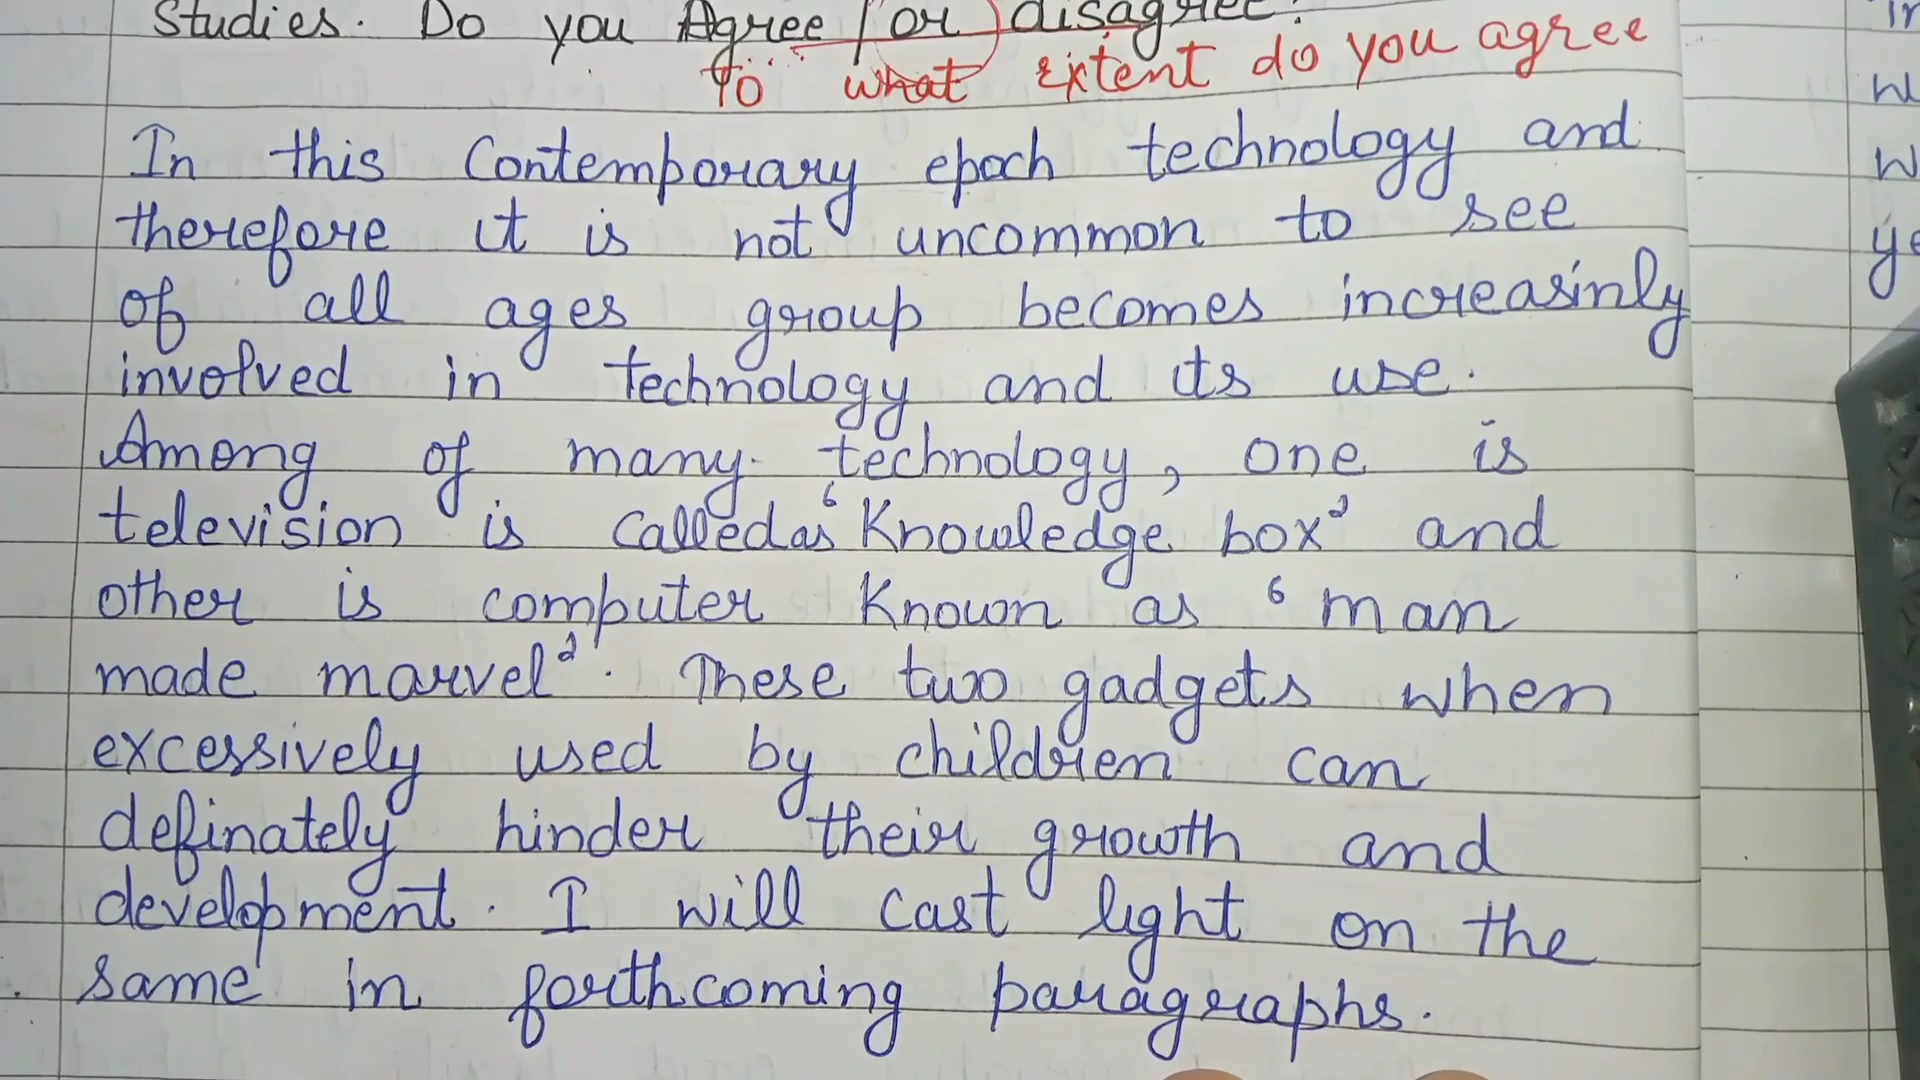 Studies. Do you Agree / or disagree.
To what extent do you agree
In this Contemporary epoch technology and
therefore it is not uncommon to see
of all ages group becomes increasinly
involved in technology and its use.
Among of many technology, one is
television is called as 'Knowledge box' and
other is computer Known as 'man
made marvel'. These two gadgets when
excessively used by children can
definately hinder their growth and
development. I will cast light on the
same in forthcoming paragraphs.